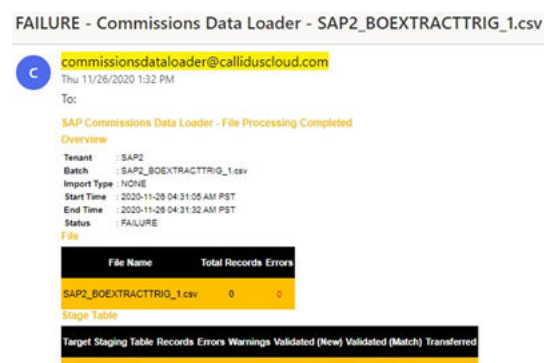 FAILURE - Commissions Data Loader - SAP2_BOEXTRACTTRIG_1.csv
C
commissionsdataloader@calliduscloud.com
Thu 11/26/2020 1:32 PM
To:
SAP Commissions Data Loader - File Processing Completed
Overview
Tenant : SAP2
Batch : SAP2_BOEXTRACTTRIG_1.csv
Import Type : NONE
Start Time : 2020-11-26 04:31:05 AM PST
End Time : 2020-11-26 04:31:32 AM PST
Status : FAILURE
File
File Name Total Records Errors
SAP2_BOEXTRACTTRIG_1.csv 0 0
Stage Table
Target Staging Table Records Errors Warnings Validated (New) Validated (Match) Transferred